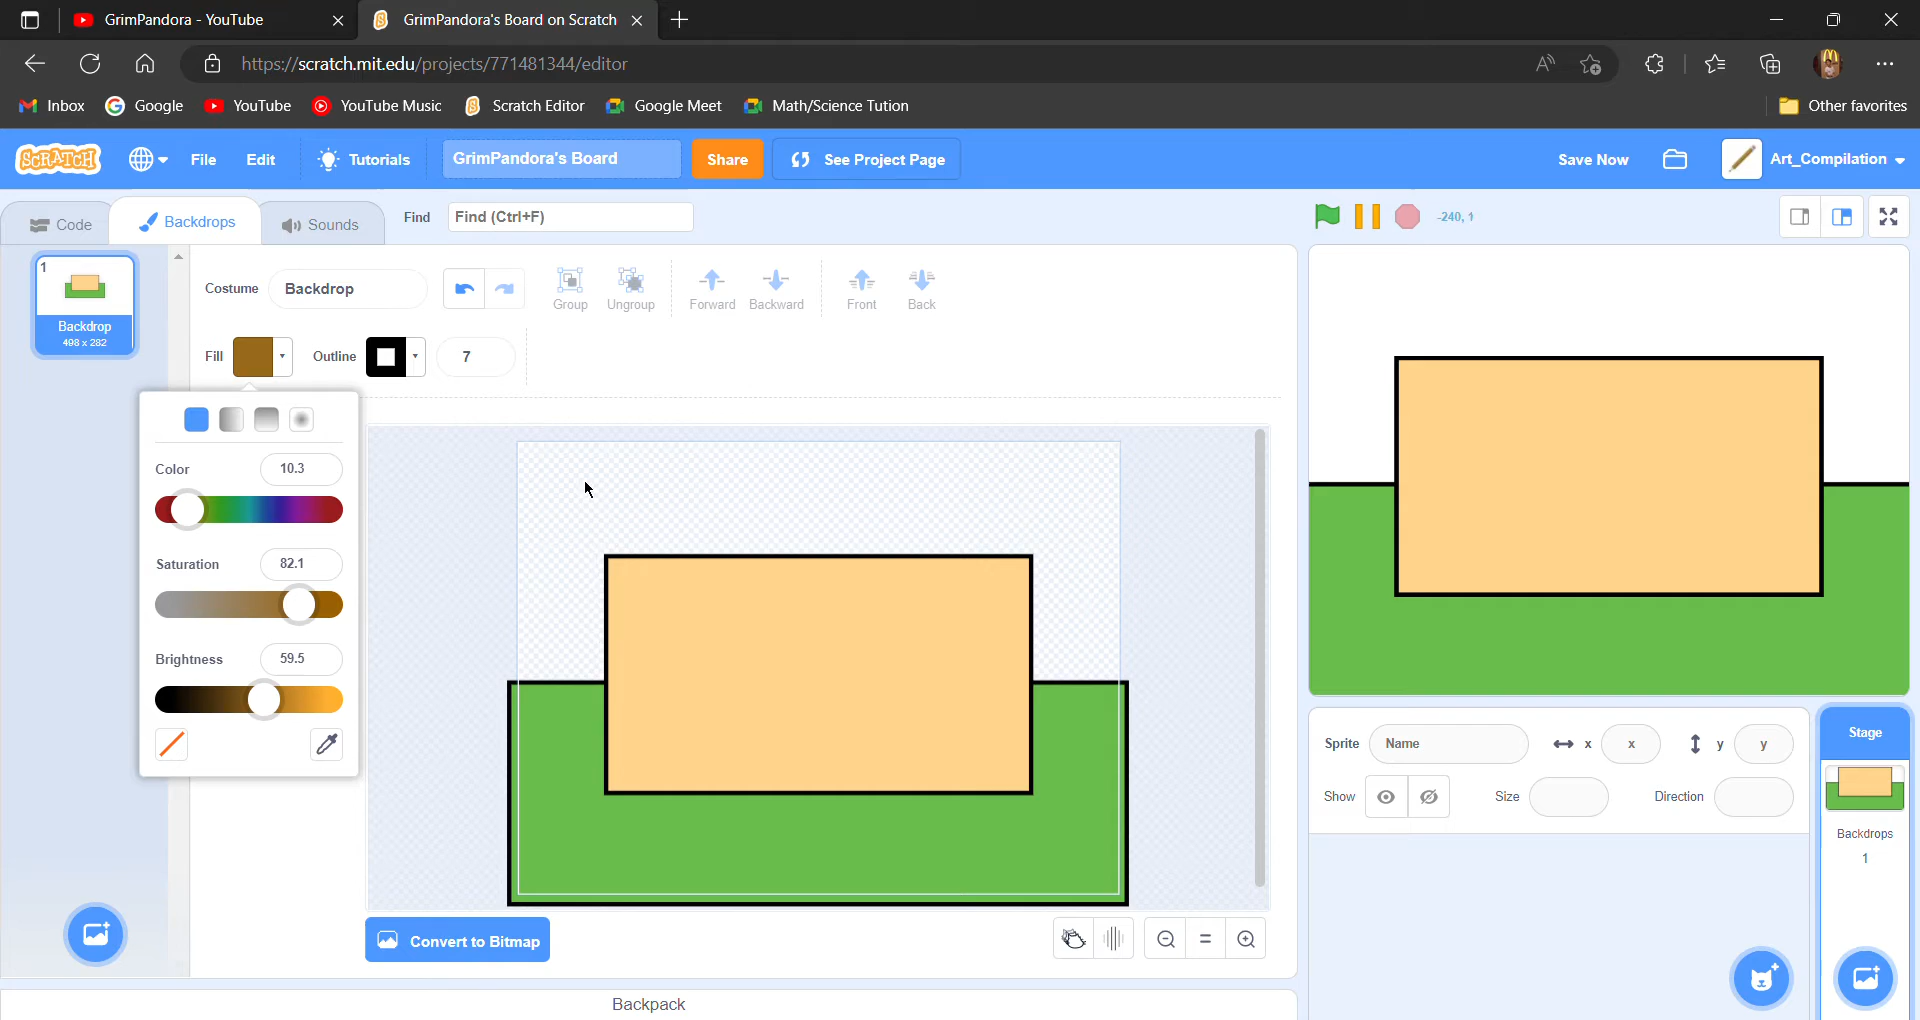 GrimPandora - YouTube
GrimPandora's Board on Scratch
https://scratch.mit.edu/projects/771481344/editor
Inbox
Google
YouTube
YouTube Music
Scratch Editor
Google Meet
Math/Science Tution
Other favorites
SCRATCH
File
Edit
Tutorials
GrimPandora's Board
Share
See Project Page
Save Now
Art_Compilation
Code
Backdrops
Sounds
Find
Find (Ctrl+F)
-240, 1
1
Backdrop
498 x 282
Costume
Backdrop
Group
Ungroup
Forward
Backward
Front
Back
Fill
Outline
7
Color
10.3
Saturation
82.1
Brightness
59.5
Convert to Bitmap
Backpack
Sprite
Name
x
x
y
y
Show
Size
Direction
Stage
Backdrops
1